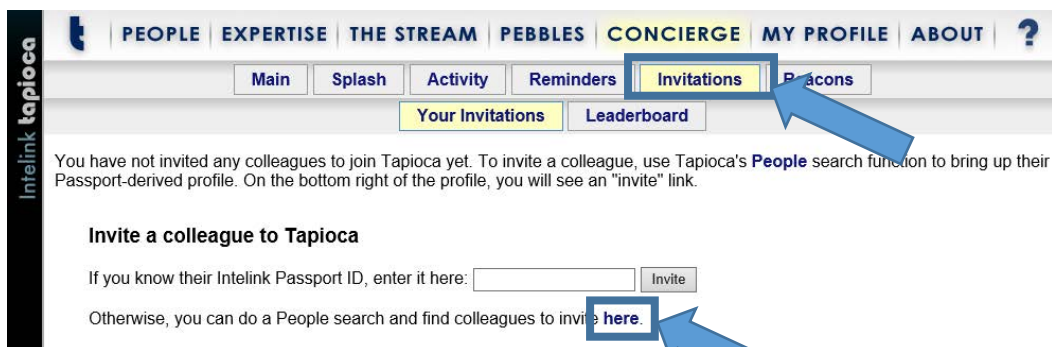 Intelink tapioca
t PEOPLE EXPERTISE THE STREAM PEBBLES CONCIERGE MY PROFILE ABOUT ?
Main Splash Activity Reminders Invitations Beacons
Your Invitations Leaderboard
You have not invited any colleagues to join Tapioca yet. To invite a colleague, use Tapioca's People search function to bring up their
Passport-derived profile. On the bottom right of the profile, you will see an "invite" link.
Invite a colleague to Tapioca
If you know their Intelink Passport ID, enter it here: Invite
Otherwise, you can do a People search and find colleagues to invite here.